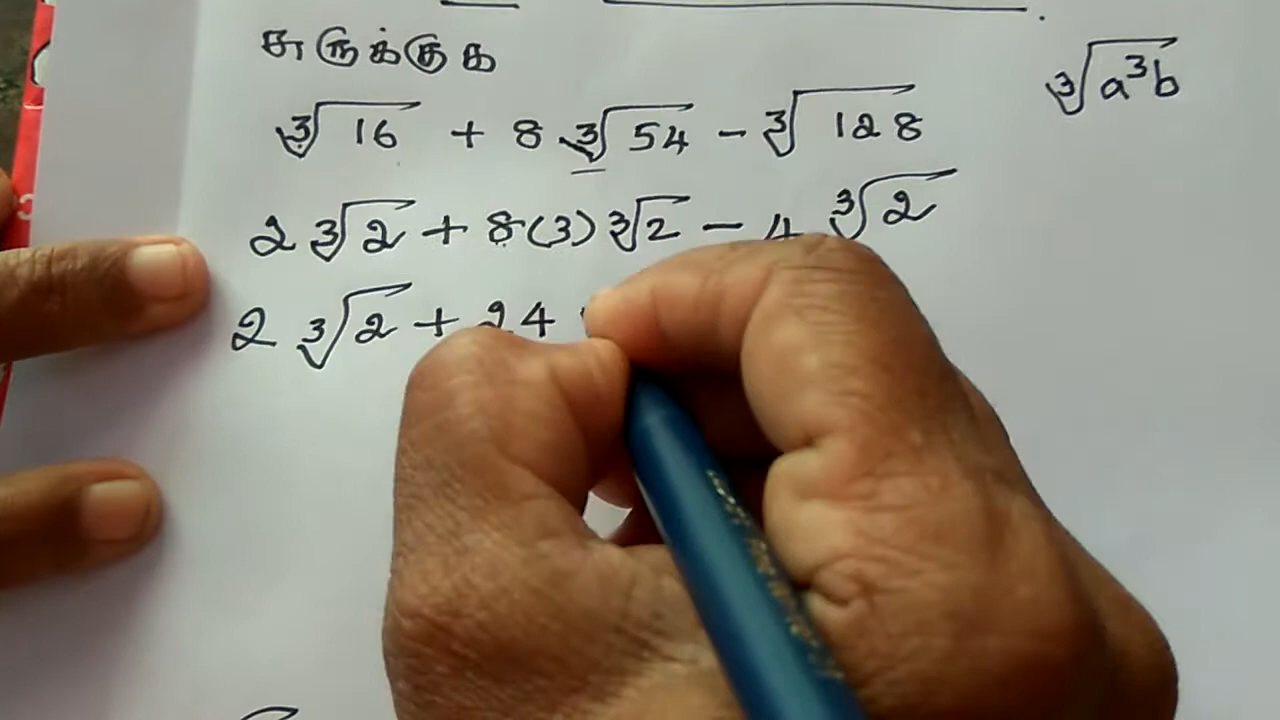 சுருக்குக
∛(a³b)
∛16 + 8 ∛54 - ∛128
2 ∛2 + 8(3) ∛2 - 4 ∛2
2 ∛2 + 24